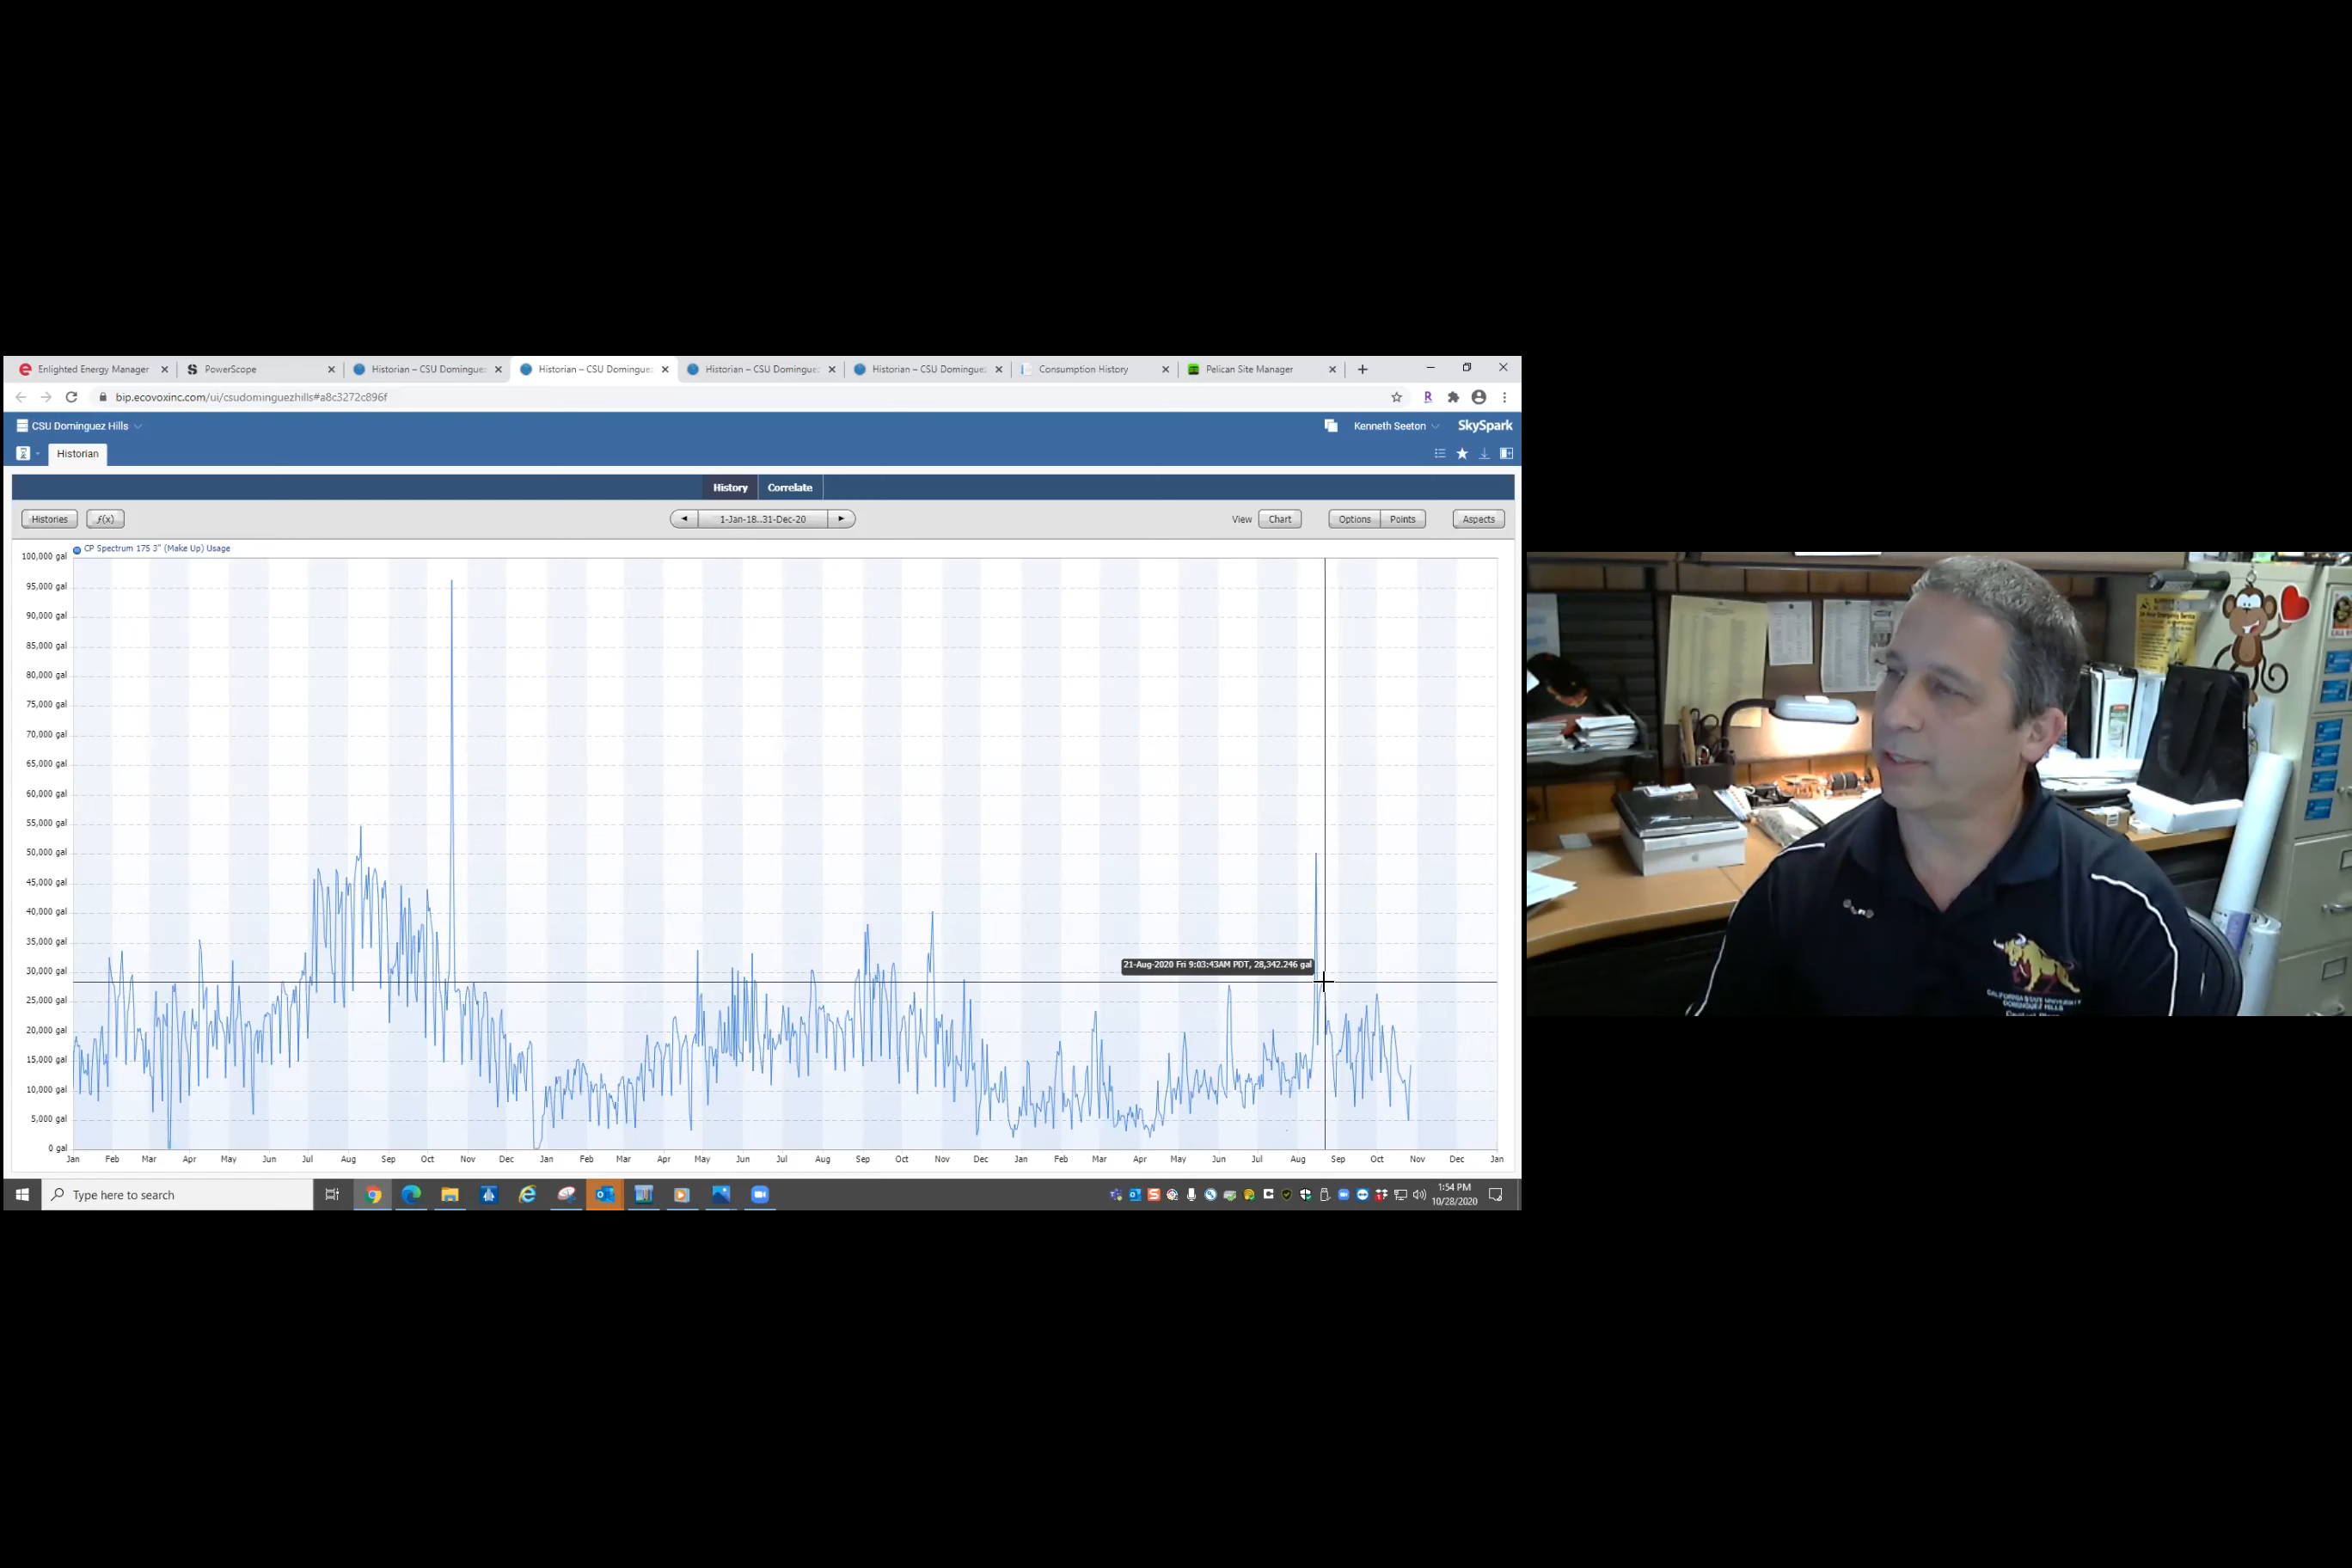 Enlighted Energy Manager
PowerScope
Historian – CSU Dominguez
Historian – CSU Dominguez
Historian – CSU Dominguez
Historian – CSU Dominguez
Consumption History
Pelican Site Manager
bip.ecovoxinc.com/ui/csudominguezhills#a8c3272c896f
CSU Dominguez Hills
Kenneth Seeton
SkySpark
Historian
History Correlate
Histories f(x)
1-Jan-18..31-Dec-20
View Chart Options Points Aspects
CP Spectrum 175 3" (Make Up) Usage
100,000 gal
95,000 gal
90,000 gal
85,000 gal
80,000 gal
75,000 gal
70,000 gal
65,000 gal
60,000 gal
55,000 gal
50,000 gal
45,000 gal
40,000 gal
35,000 gal
30,000 gal
25,000 gal
20,000 gal
15,000 gal
10,000 gal
5,000 gal
0 gal
21-Aug-2020 Fri 9:03:43AM PDT, 28,342.246 gal
Jan Feb Mar Apr May Jun Jul Aug Sep Oct Nov Dec Jan Feb Mar Apr May Jun Jul Aug Sep Oct Nov Dec Jan Feb Mar Apr May Jun Jul Aug Sep Oct Nov Dec Jan
Type here to search
1:54 PM
10/28/2020
CALIFORNIA STATE UNIVERSITY
DOMINGUEZ HILLS